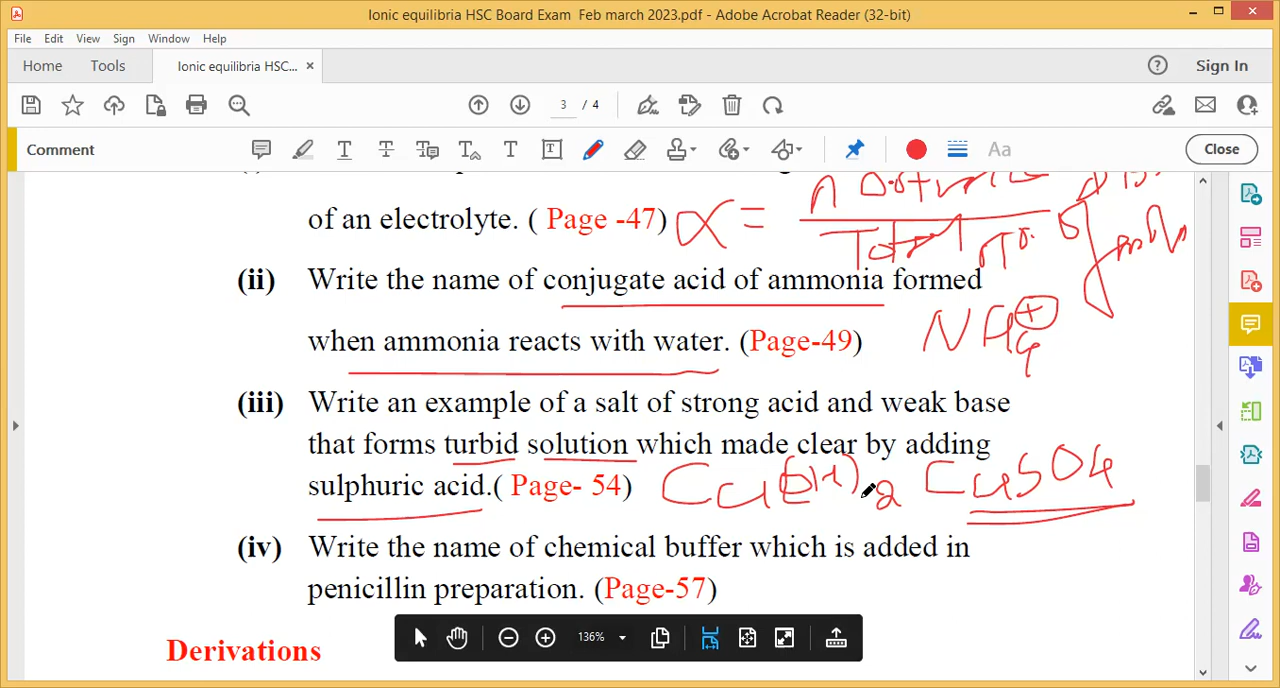 Ionic equilibria HSC Board Exam Feb march 2023.pdf - Adobe Acrobat Reader (32-bit)
File Edit View Sign Window Help
Home Tools Ionic equilibria HSC... × Sign In
3 / 4
Comment Aa Close
of an electrolyte. ( Page -47) α = Total no. of
(ii) Write the name of conjugate acid of ammonia formed
when ammonia reacts with water. (Page-49) NH4+
(iii) Write an example of a salt of strong acid and weak base
that forms turbid solution which made clear by adding
sulphuric acid.( Page- 54) Cu(OH)2 CuSO4
(iv) Write the name of chemical buffer which is added in
penicillin preparation. (Page-57)
136%
Derivations